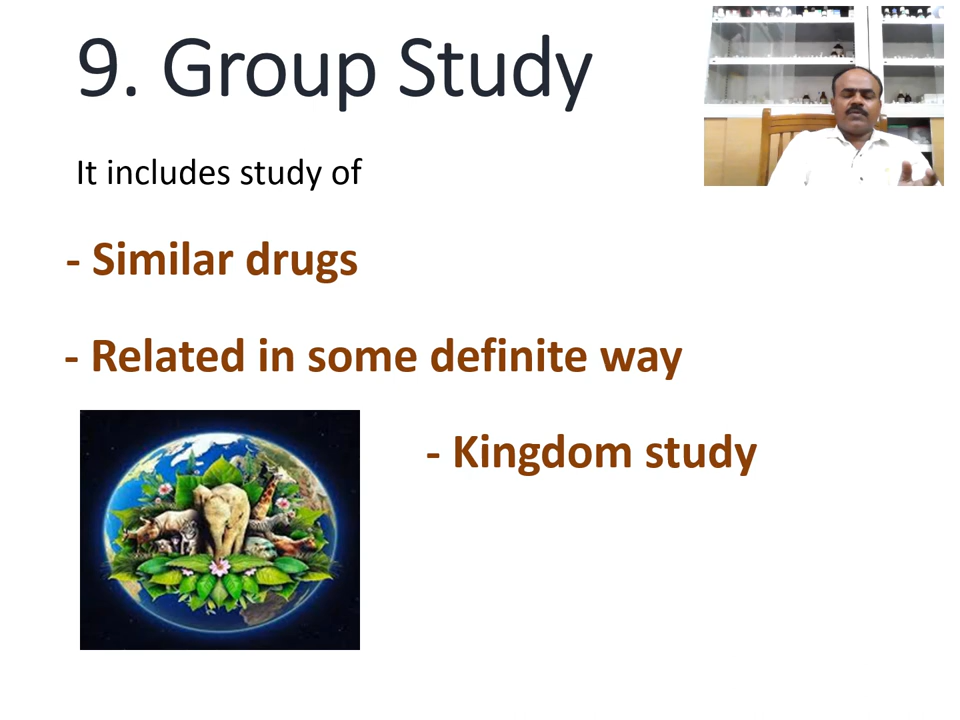 9. Group Study
It includes study of
- Similar drugs
- Related in some definite way
- Kingdom study